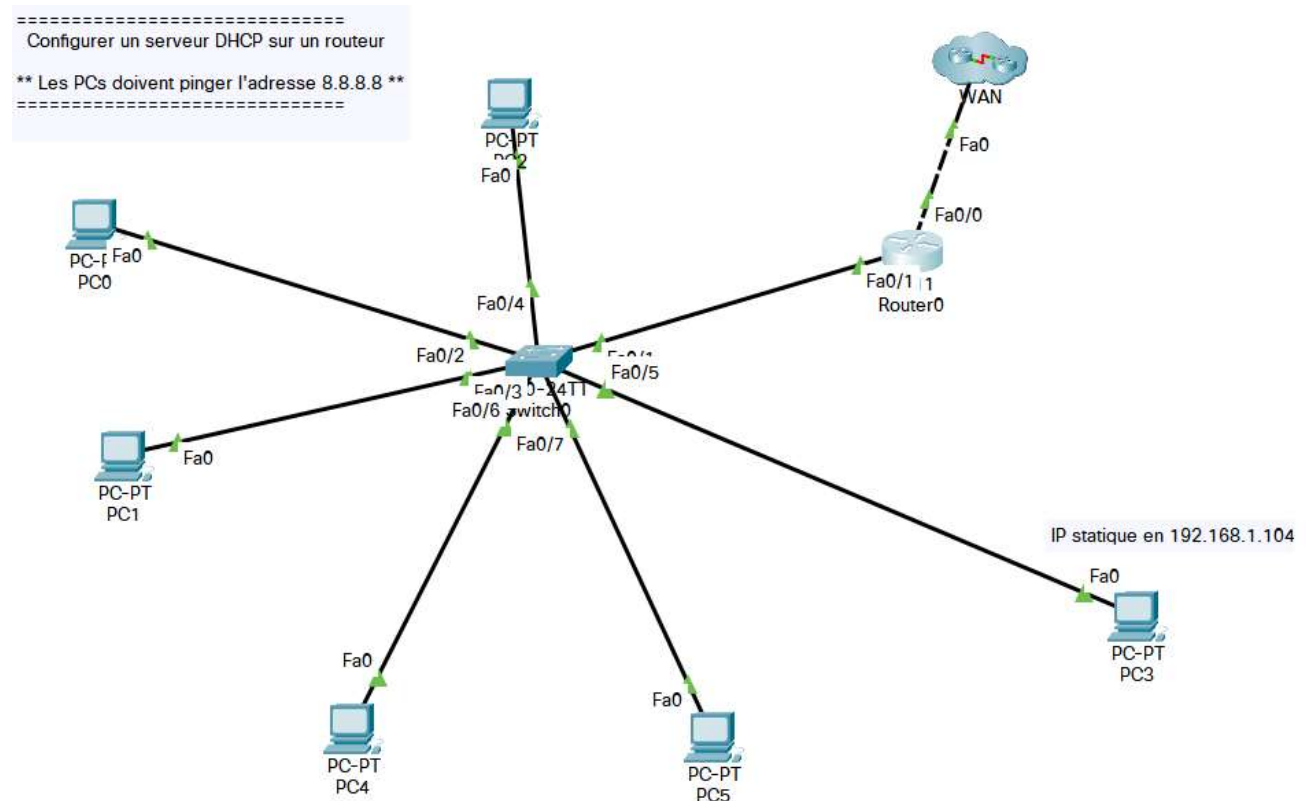 ==============================
Configurer un serveur DHCP sur un routeur
** Les PCs doivent pinger l'adresse 8.8.8.8 **
==============================
WAN
Fa0
Fa0/0
PC-PT
Fa0
Fa0
PC0
Fa0/1
Router0
Fa0/4
Fa0/2
Fa0/5
Fa0/3
Fa0/6
Fa0/7
Fa0
PC-PT
PC1
IP statique en 192.168.1.104
Fa0
PC-PT
PC3
Fa0
PC-PT
PC4
Fa0
PC-PT
PC5